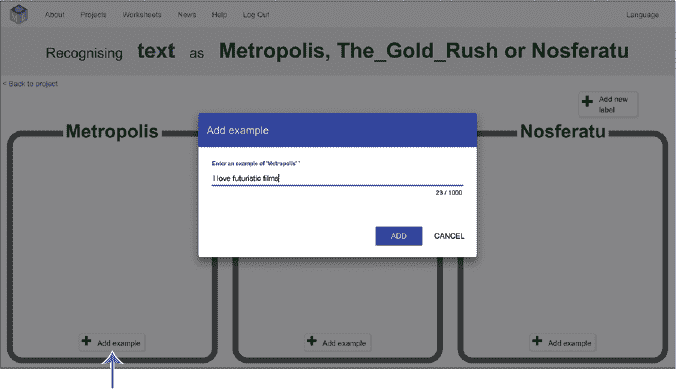 About Projects Worksheets News Help Log Out Language
Recognising text as Metropolis, The_Gold_Rush or Nosferatu
< Back to project
Add new
label
Metropolis
Nosferatu
Add example
Enter an example of "Metropolis" *
I love futuristic films
23 / 1000
ADD CANCEL
Add example Add example Add example